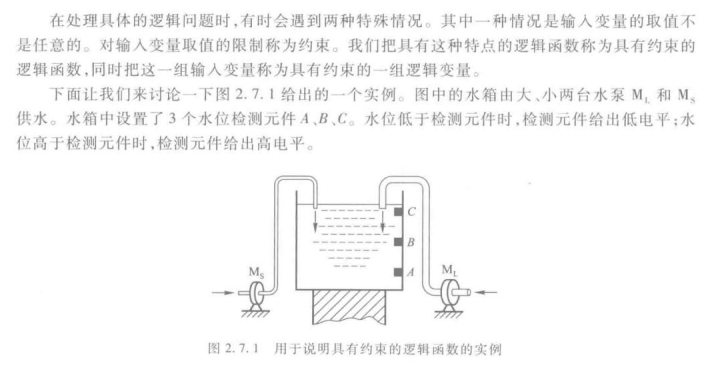 在处理具体的逻辑问题时,有时会遇到两种特殊情况。其中一种情况是输入变量的取值不
是任意的。对输入变量取值的限制称为约束。我们把具有这种特点的逻辑函数称为具有约束的
逻辑函数,同时把这一组输入变量称为具有约束的一组逻辑变量。
下面让我们来讨论一下图 2.7.1 给出的一个实例。图中的水箱由大、小两台水泵 M_L 和 M_S
供水。水箱中设置了 3 个水位检测元件 A、B、C。水位低于检测元件时,检测元件给出低电平;水
位高于检测元件时,检测元件给出高电平。
C
B
A
M_S
M_L
图 2.7.1 用于说明具有约束的逻辑函数的实例